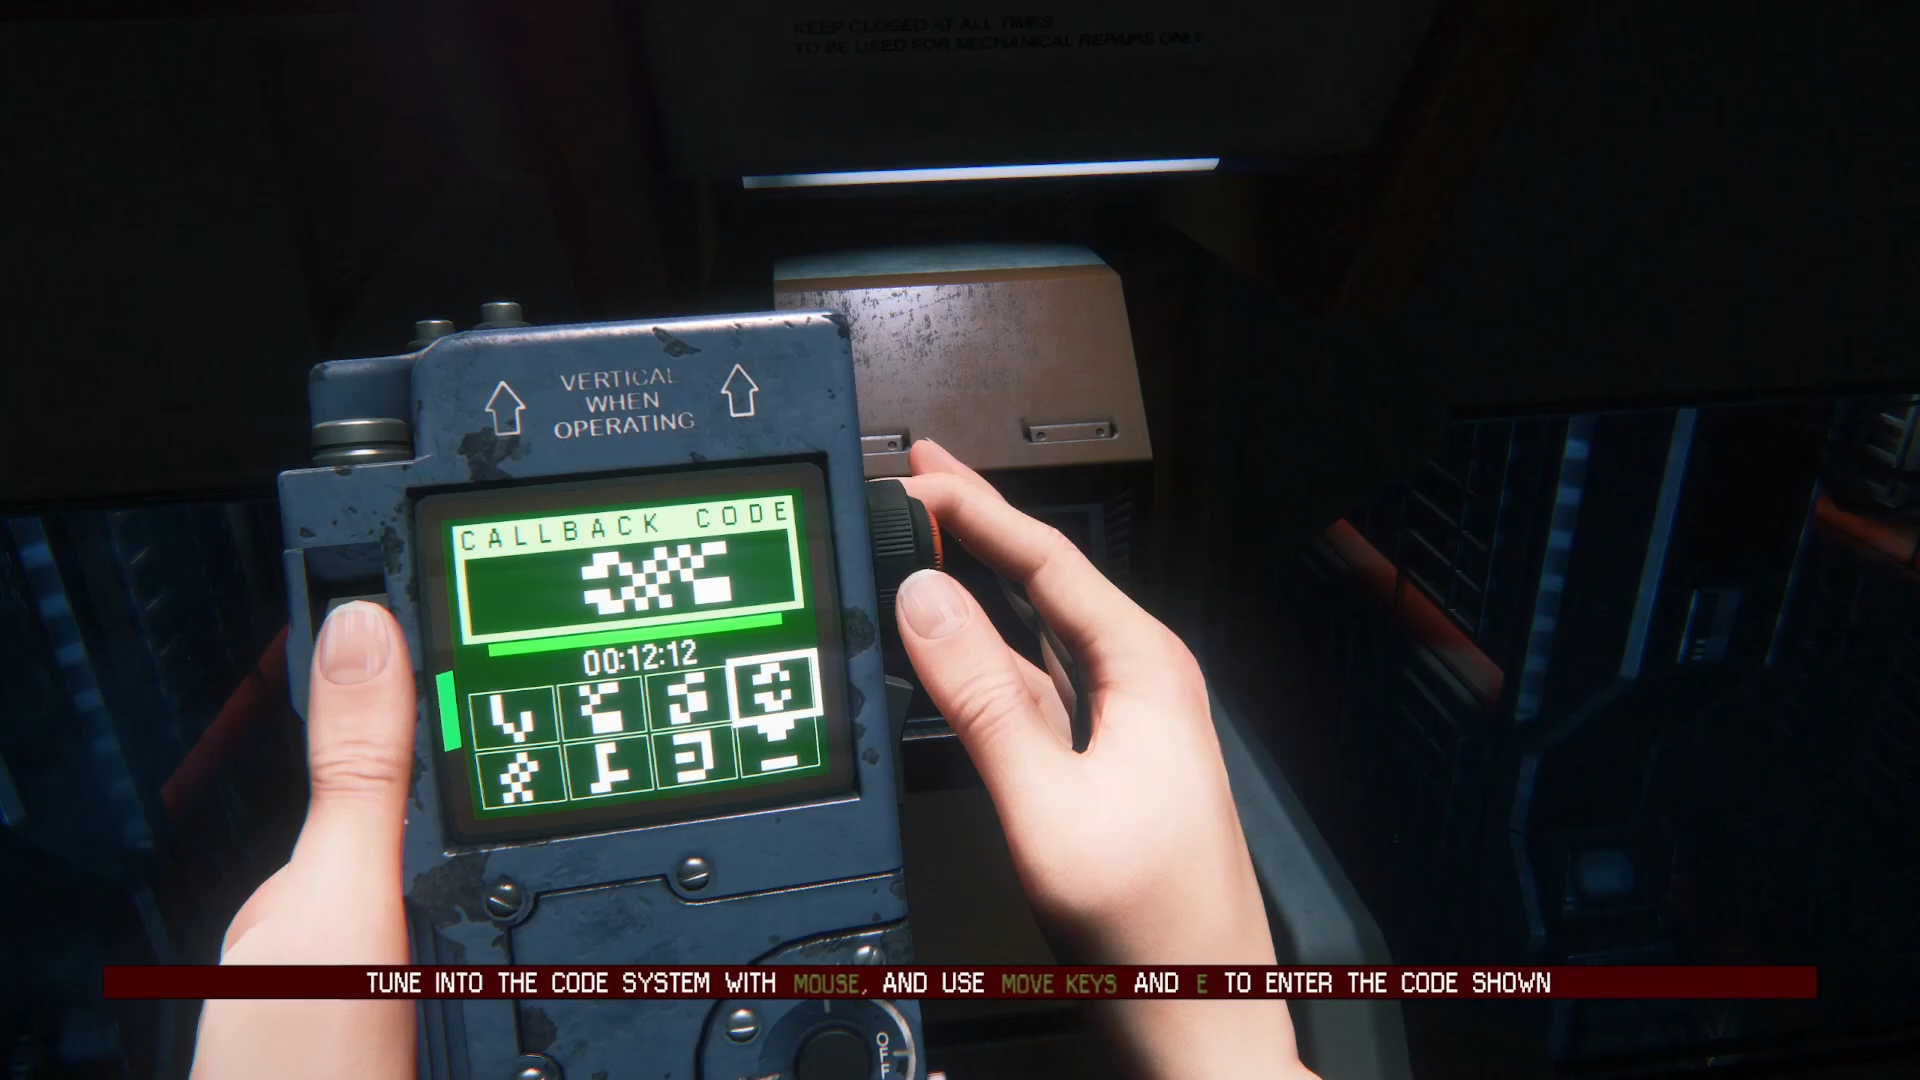 KEEP CLOSED AT ALL TIMES
TO BE USED FOR MECHANICAL REPAIRS ONLY
VERTICAL
WHEN
OPERATING
CALLBACK CODE
00:12:12
TUNE INTO THE CODE SYSTEM WITH MOUSE, AND USE MOVE KEYS AND E TO ENTER THE CODE SHOWN
OFF